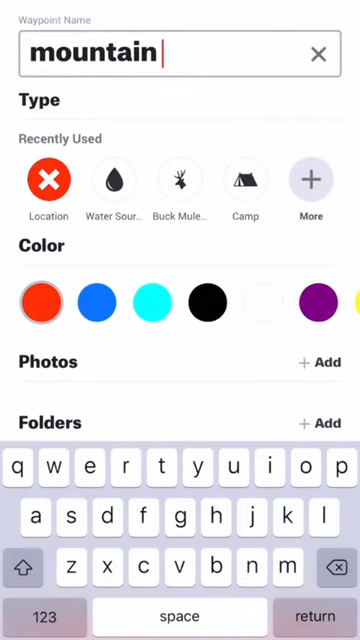 Waypoint Name
mountain
Type
Recently Used
Location Water Sour... Buck Mule... Camp More
Color
Photos + Add
Folders + Add
q w e r t y u i o p
a s d f g h j k l
z x c v b n m
123 space return